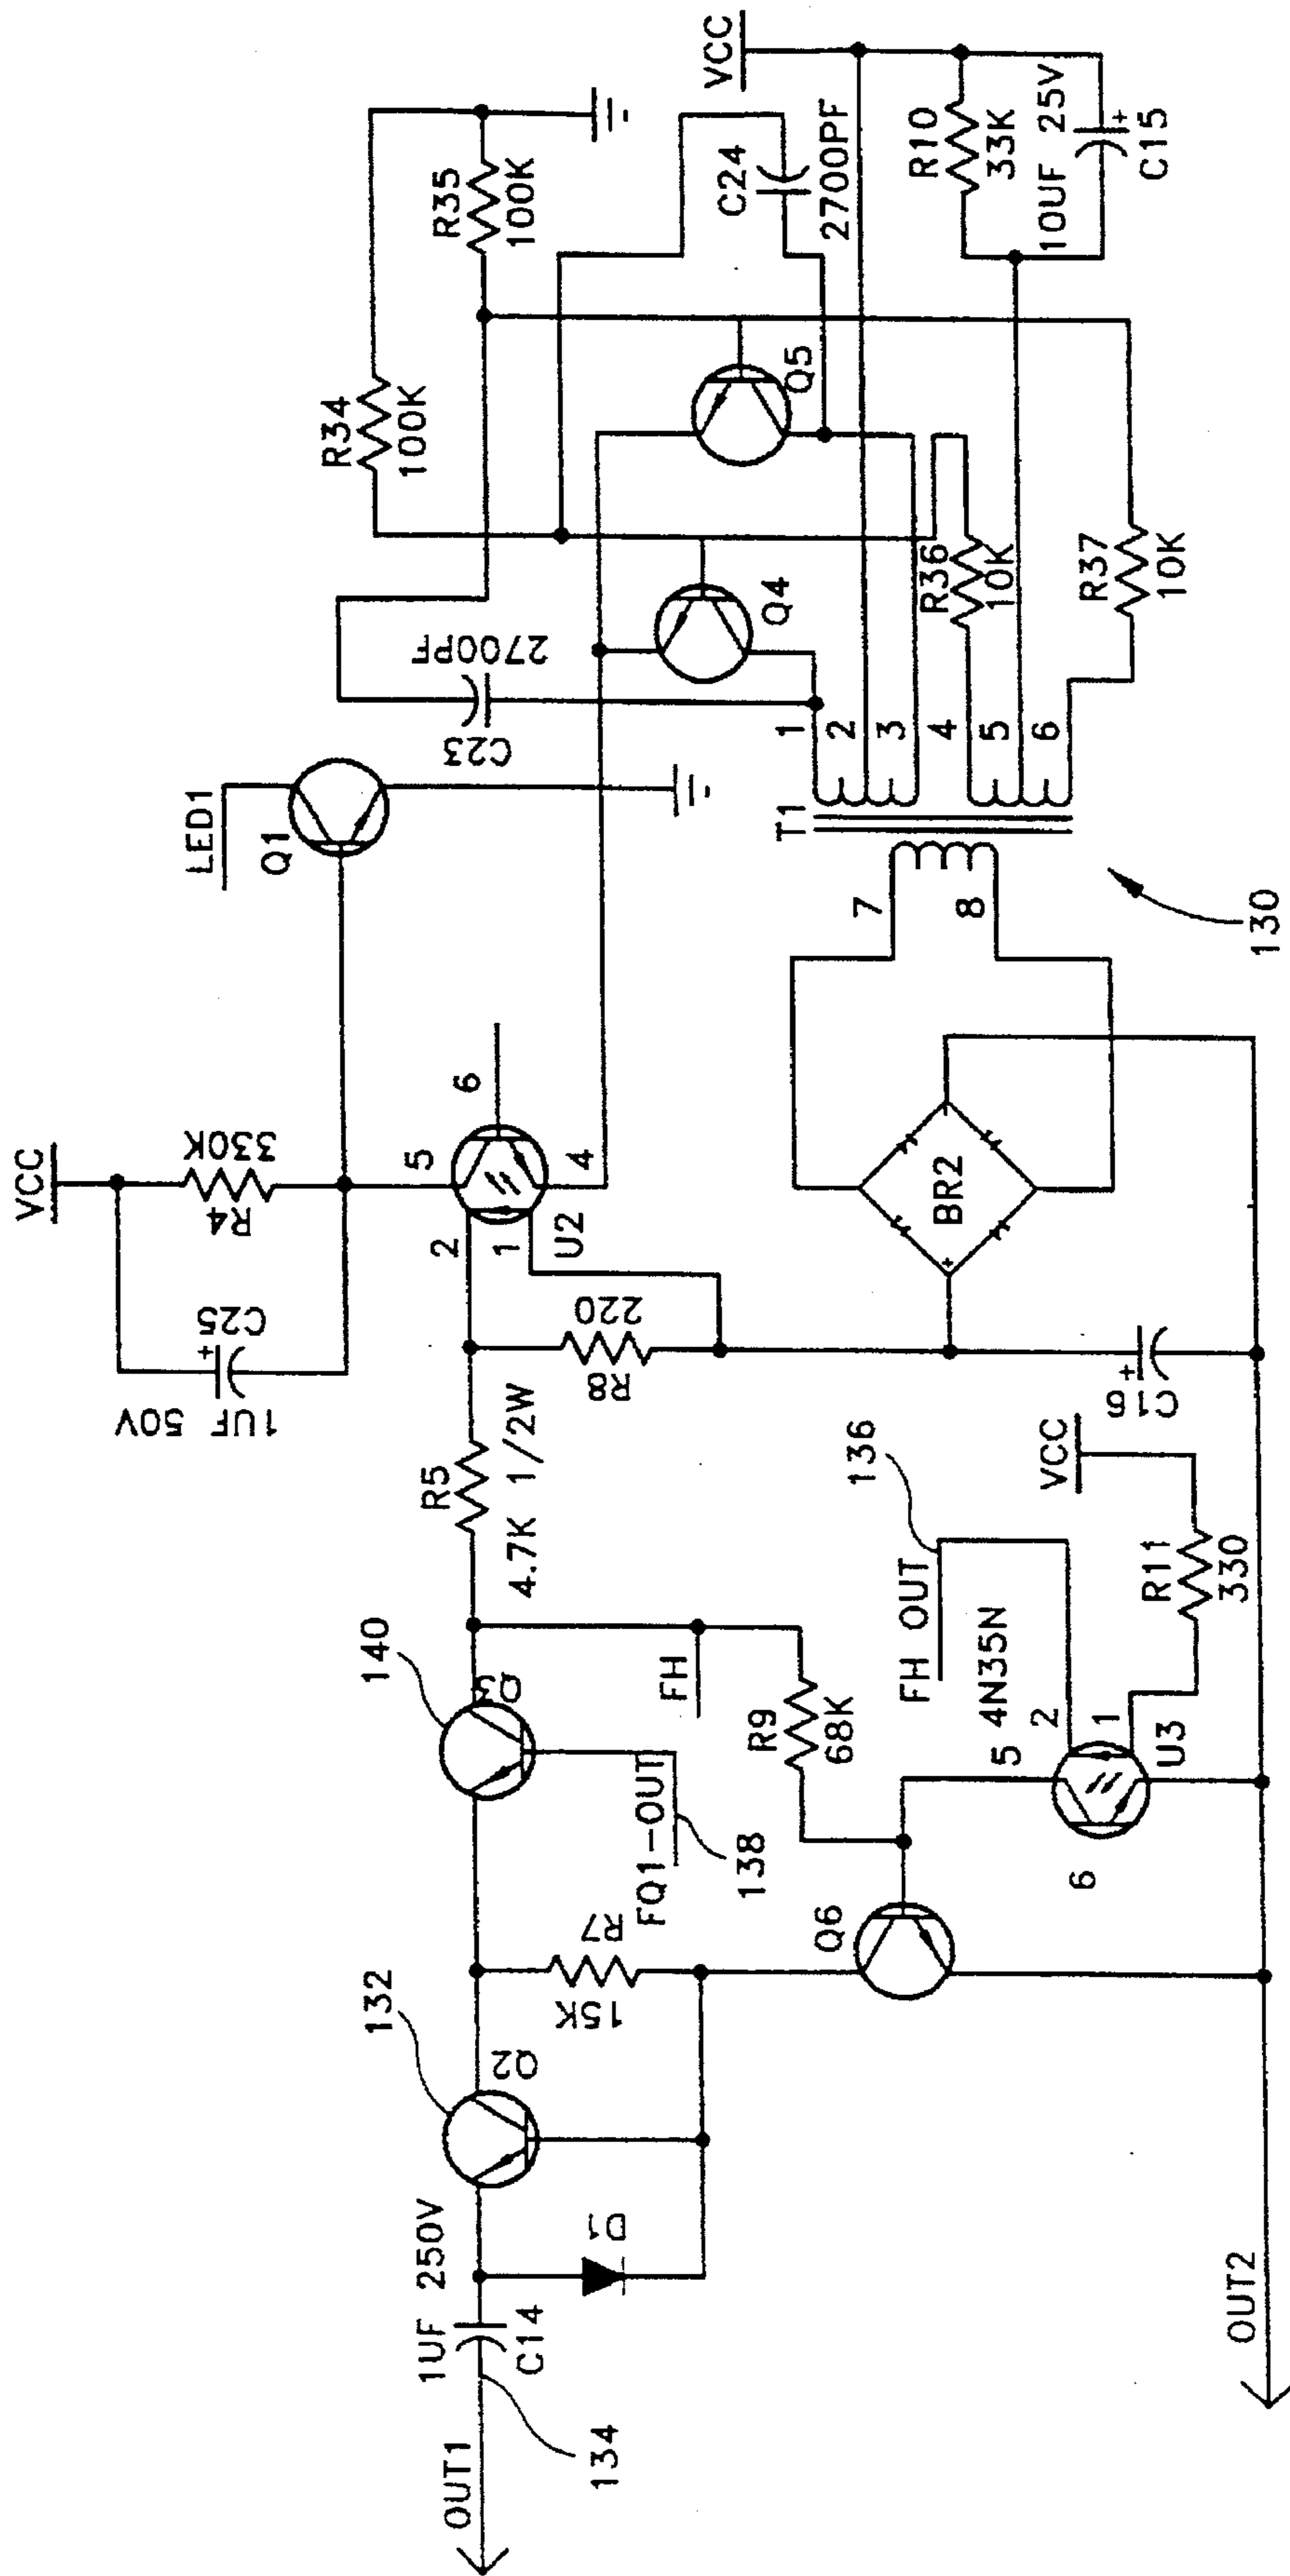 OUT1
134
1UF 250V
C14
D1
132
Q2
R7
15K
140
Q3
FQ1-OUT
138
FH
R9
68K
Q6
R5
4.7K 1/2W
R8
220
C25
1UF 50V
VCC
R4
330K
2
1
5
4
6
U2
LED1
Q1
C23
2700PF
R34
100K
R35
100K
Q4
Q5
C24
2700PF
VCC
R10
33K
10UF 25V
+
C15
R36
10K
R37
10K
T1
1
2
3
4
5
6
7
8
130
BR2
+
+
C16
136
FH OUT
4N35N
5
2
1
6
U3
VCC
R11
330
OUT2